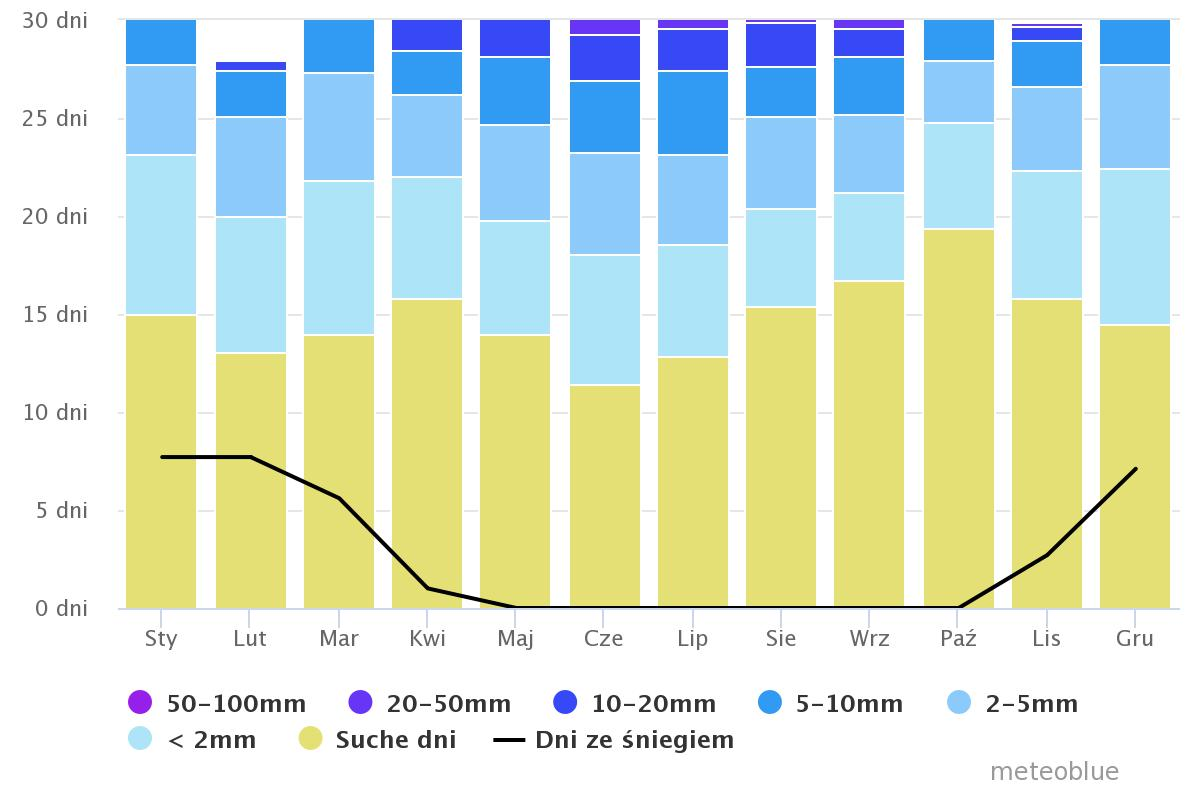 30 dni
25 dni
20 dni
15 dni
10 dni
5 dni
0 dni
Sty Lut Mar Kwi Maj Cze Lip Sie Wrz Paź Lis Gru
50–100mm 20–50mm 10–20mm 5–10mm 2–5mm
< 2mm Suche dni Dni ze śniegiem
meteoblue